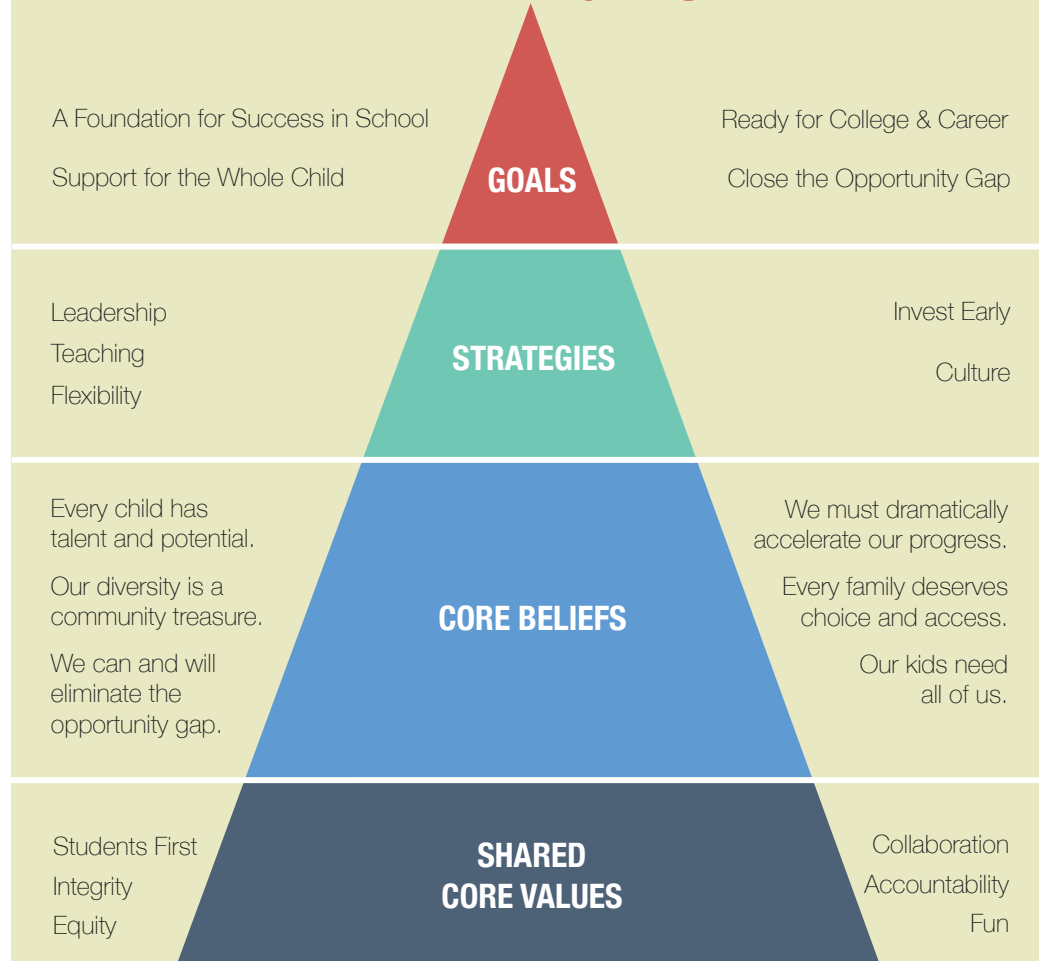 A Foundation for Success in School
Support for the Whole Child
GOALS
Ready for College & Career
Close the Opportunity Gap
Leadership
Teaching
Flexibility
STRATEGIES
Invest Early
Culture
Every child has
talent and potential.
Our diversity is a
community treasure.
We can and will
eliminate the
opportunity gap.
CORE BELIEFS
We must dramatically
accelerate our progress.
Every family deserves
choice and access.
Our kids need
all of us.
Students First
Integrity
Equity
SHARED
CORE VALUES
Collaboration
Accountability
Fun